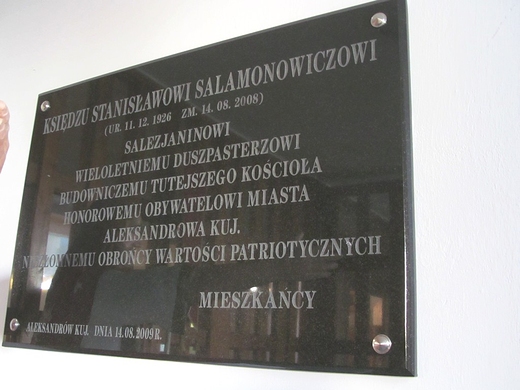 KSIĘDZU STANISŁAWOWI SALAMONOWICZOWI
(UR. 11. 12. 1926 ZM. 14. 08. 2008)
SALEZJANINOWI
WIELOLETNIEMU DUSZPASTERZOWI
BUDOWNICZEMU TUTEJSZEGO KOŚCIOŁA
HONOROWEMU OBYWATELOWI MIASTA
ALEKSANDROWA KUJ.
NIEZŁOMNEMU OBROŃCY WARTOŚCI PATRIOTYCZNYCH
MIESZKAŃCY
ALEKSANDRÓW KUJ. DNIA 14.08.2009 R.